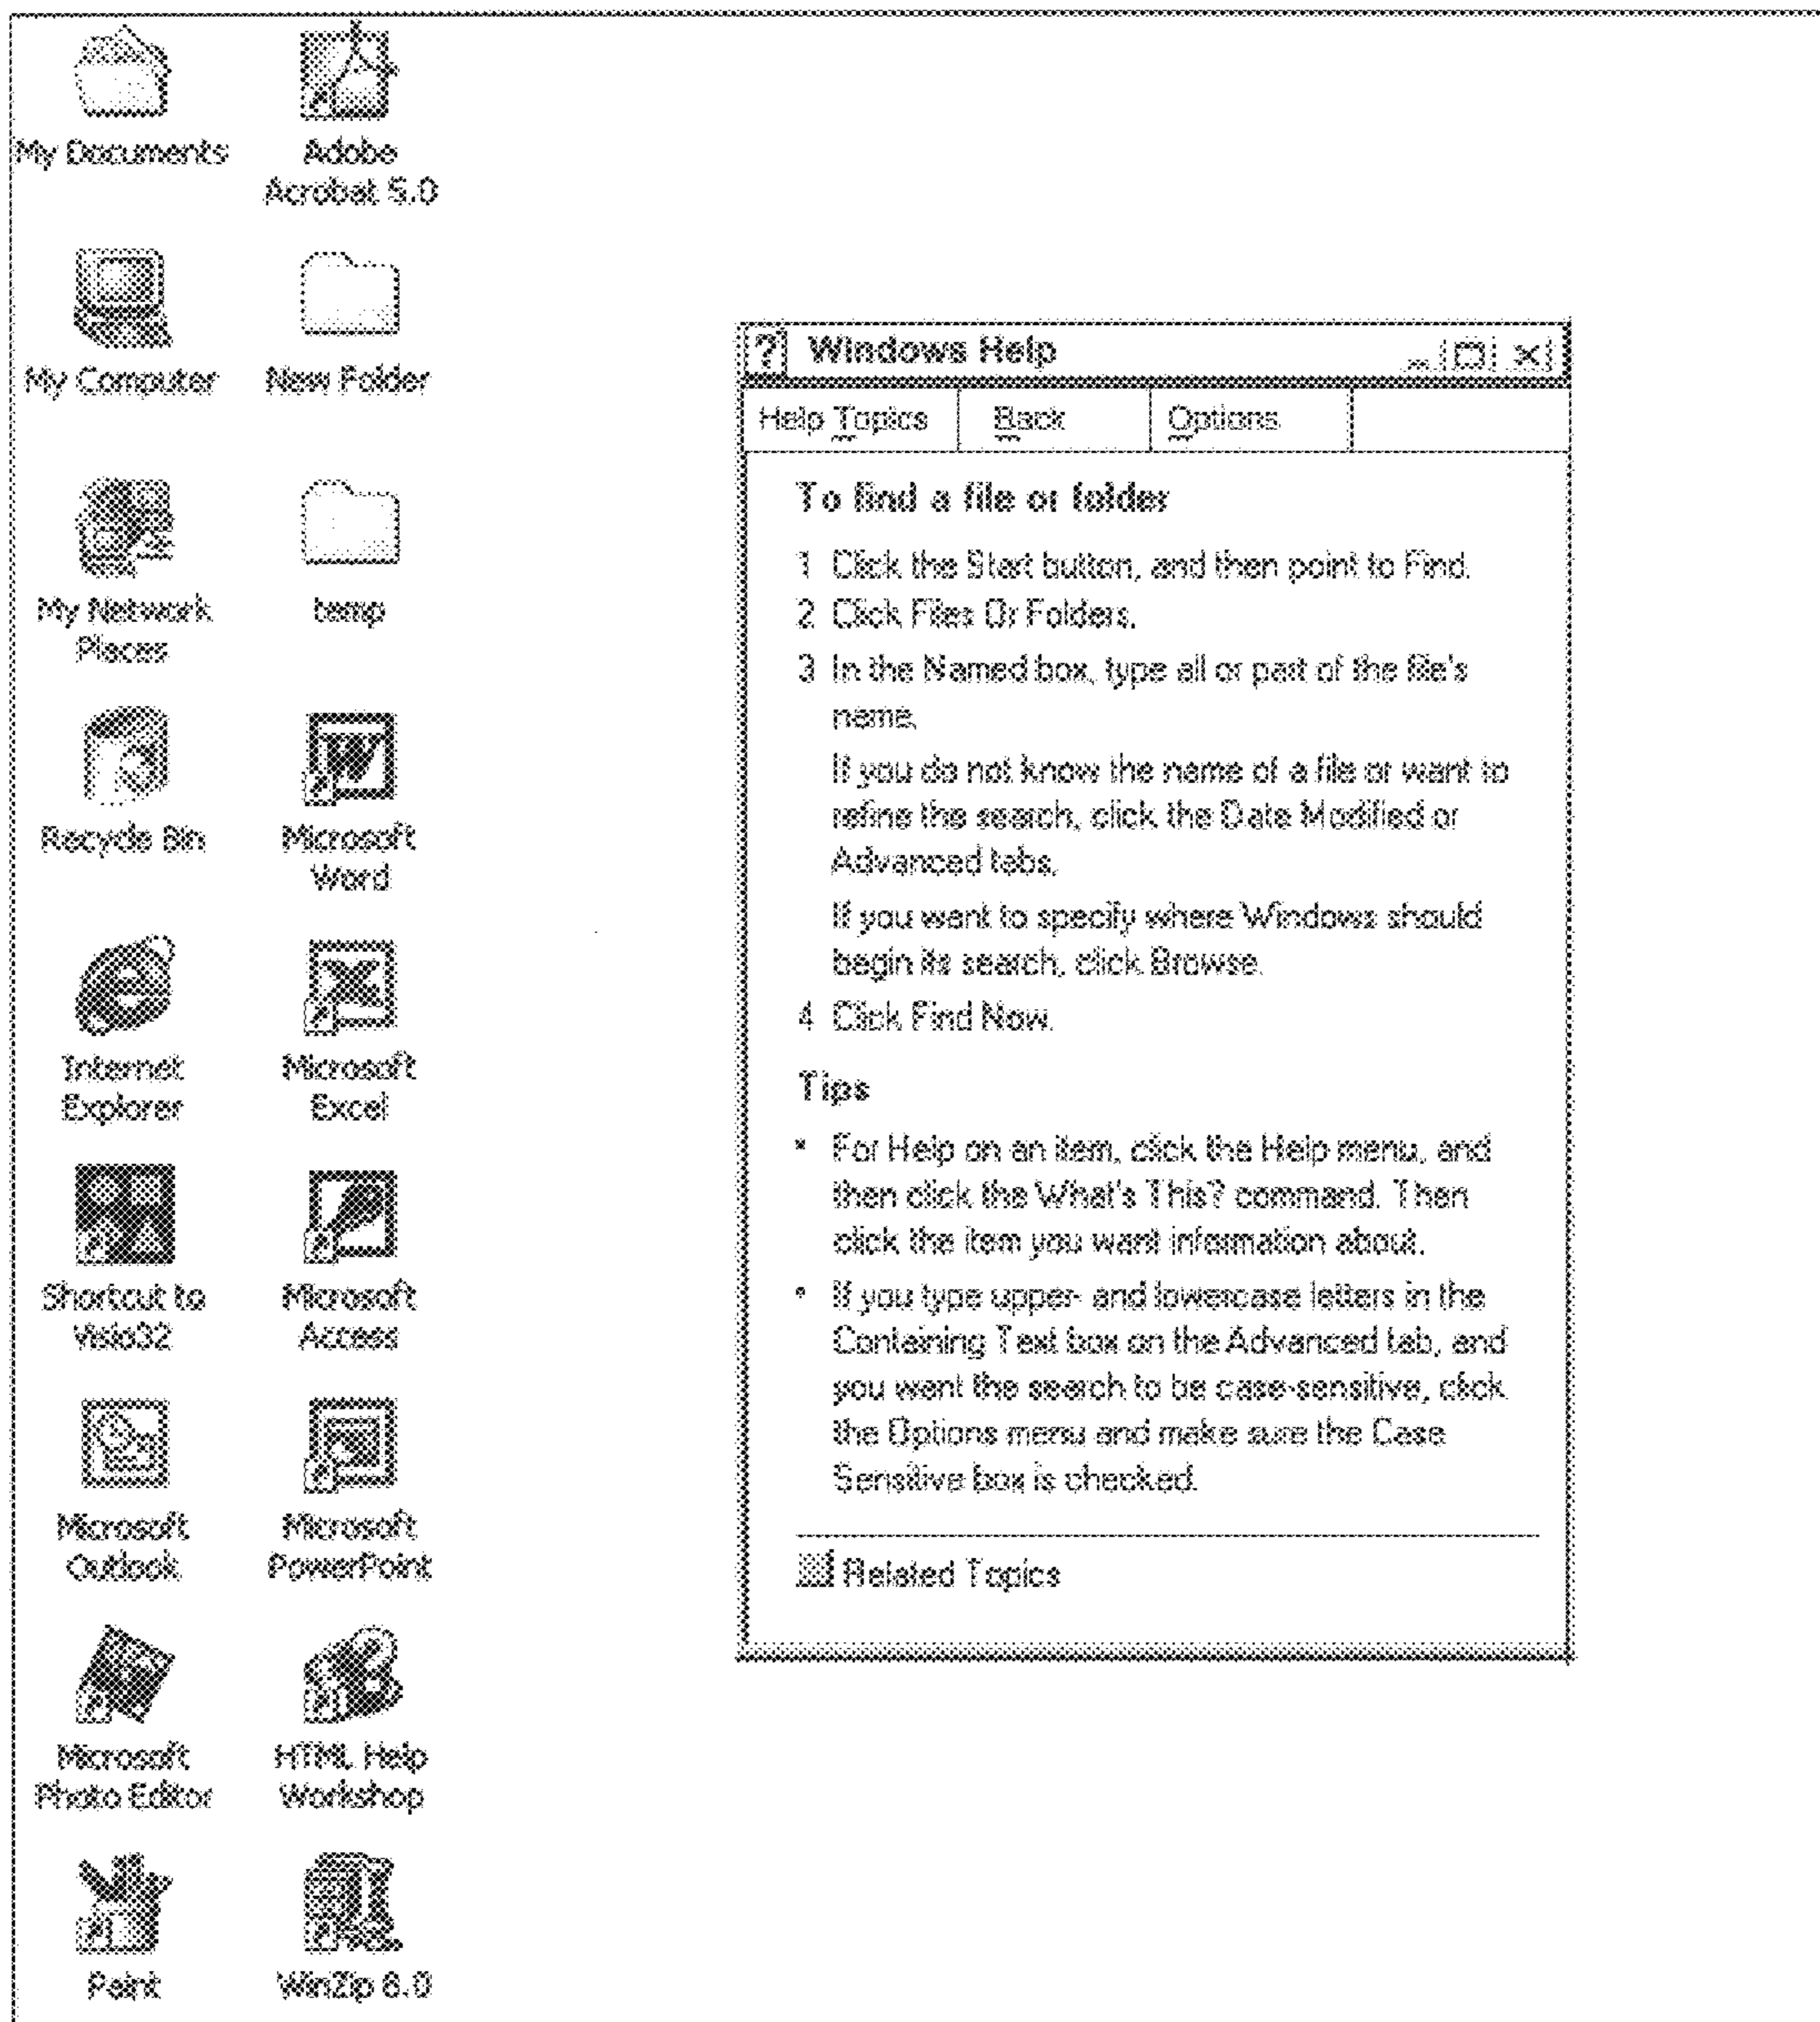 My Documents
Adobe
Acrobat 5.0
My Computer
New Folder
My Network
Places
temp
Recycle Bin
Microsoft
Word
Internet
Explorer
Microsoft
Excel
Shortcut to
Visio32
Microsoft
Access
Microsoft
Outlook
Microsoft
PowerPoint
Microsoft
Photo Editor
HTML Help
Workshop
Paint
WinZip 8.0
? Windows Help
Help Topics Back Options
To find a file or folder
1 Click the Start button, and then point to Find.
2 Click Files Or Folders.
3 In the Named box, type all or part of the file's
name.
If you do not know the name of a file or want to
refine the search, click the Date Modified or
Advanced tabs.
If you want to specify where Windows should
begin its search, click Browse.
4 Click Find Now.
Tips
• For Help on an item, click the Help menu, and
then click the What's This? command. Then
click the item you want information about.
• If you type upper- and lowercase letters in the
Containing Text box on the Advanced tab, and
you want the search to be case-sensitive, click
the Options menu and make sure the Case
Sensitive box is checked.
Related Topics